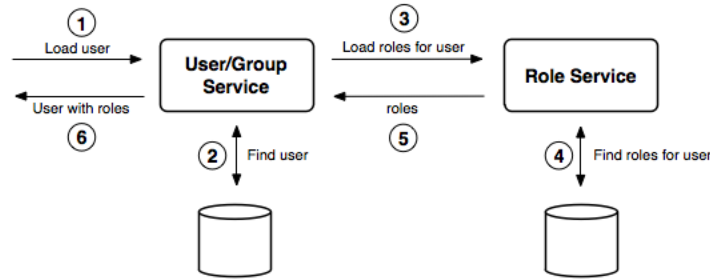 1
Load user
User/Group
Service
User with roles
6
3
Load roles for user
Role Service
roles
5
2
Find user
4
Find roles for user